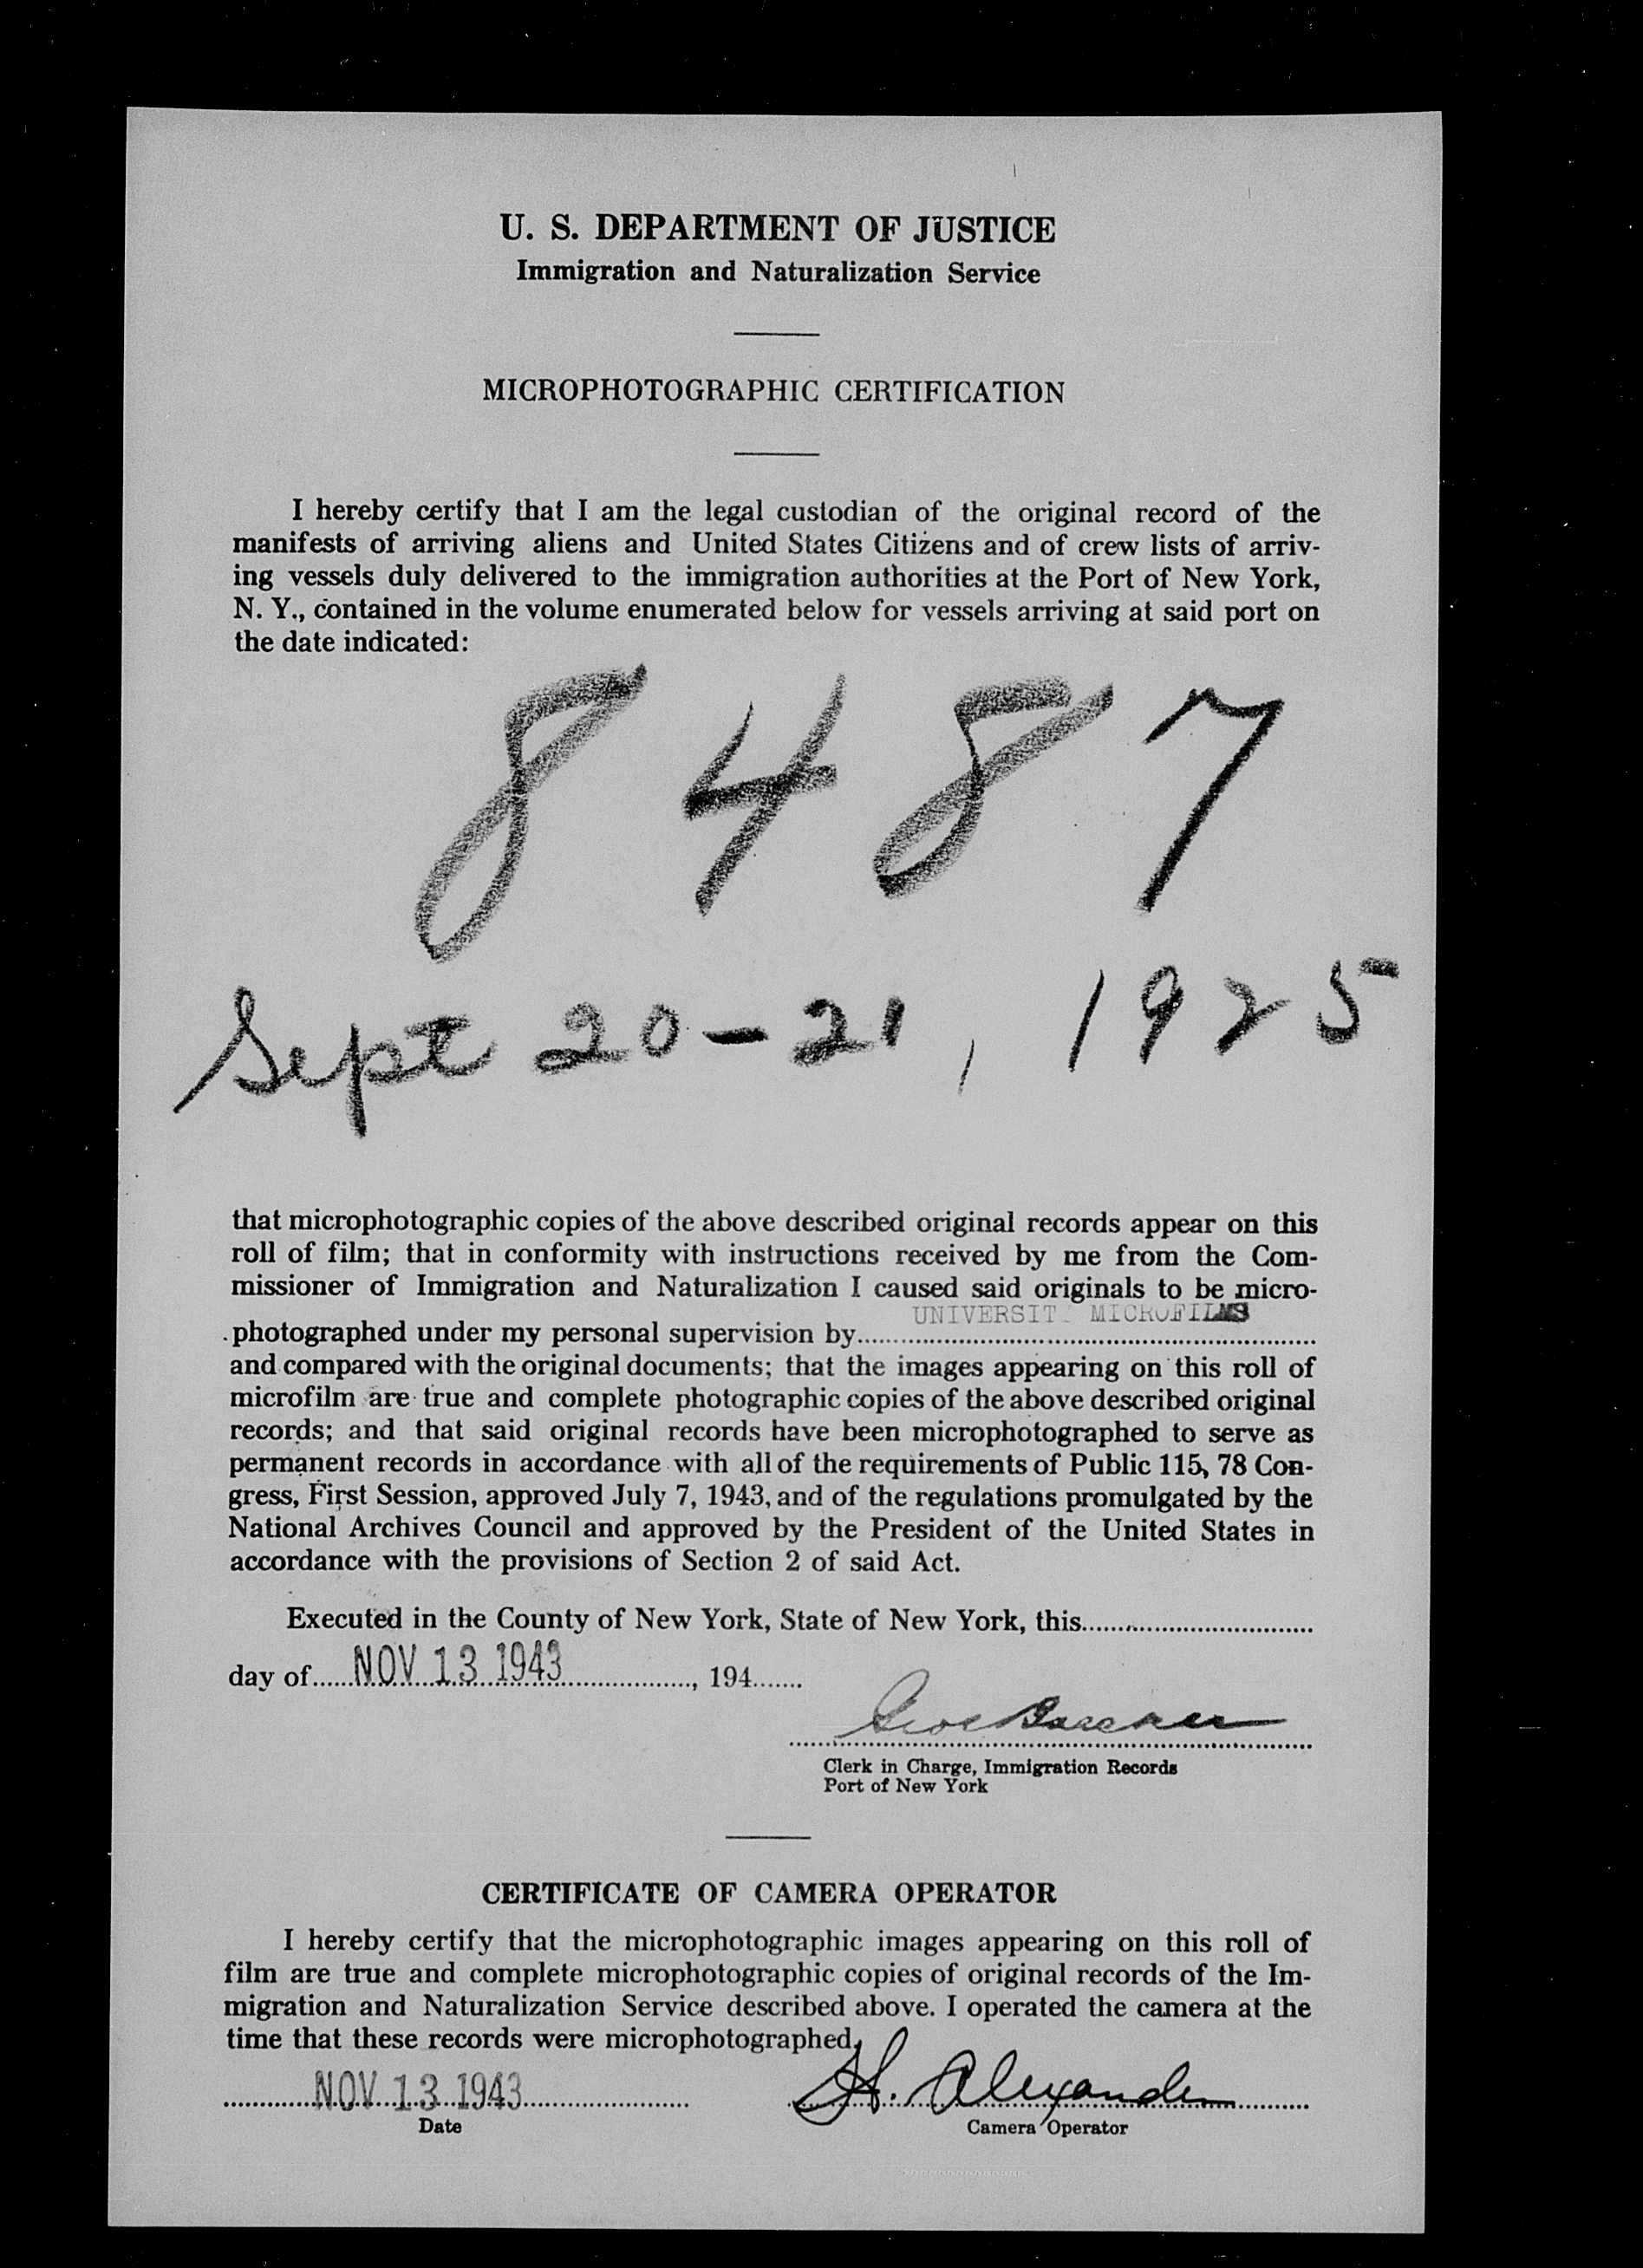 U. S. DEPARTMENT OF JUSTICE
Immigration and Naturalization Service
MICROPHOTOGRAPHIC CERTIFICATION
I hereby certify that I am the legal custodian of the original record of the
manifests of arriving aliens and United States Citizens and of crew lists of arriv-
ing vessels duly delivered to the immigration authorities at the Port of New York,
N. Y., contained in the volume enumerated below for vessels arriving at said port on
the date indicated:
8487
Sept 20-21, 1925
that microphotographic copies of the above described original records appear on this
roll of film; that in conformity with instructions received by me from the Com-
missioner of Immigration and Naturalization I caused said originals to be micro-
UNIVERSIT MICROFILMS
photographed under my personal supervision by
and compared with the original documents; that the images appearing on this roll of
microfilm are true and complete photographic copies of the above described original
records; and that said original records have been microphotographed to serve as
permanent records in accordance with all of the requirements of Public 115, 78 Con-
gress, First Session, approved July 7, 1943, and of the regulations promulgated by the
National Archives Council and approved by the President of the United States in
accordance with the provisions of Section 2 of said Act.
Executed in the County of New York, State of New York, this
day of NOV 13 1943, 194
Clerk in Charge, Immigration Records
Port of New York
CERTIFICATE OF CAMERA OPERATOR
I hereby certify that the microphotographic images appearing on this roll of
film are true and complete microphotographic copies of original records of the Im-
migration and Naturalization Service described above. I operated the camera at the
time that these records were microphotographed.
NOV 13 1943 H. Alexander
Date Camera Operator